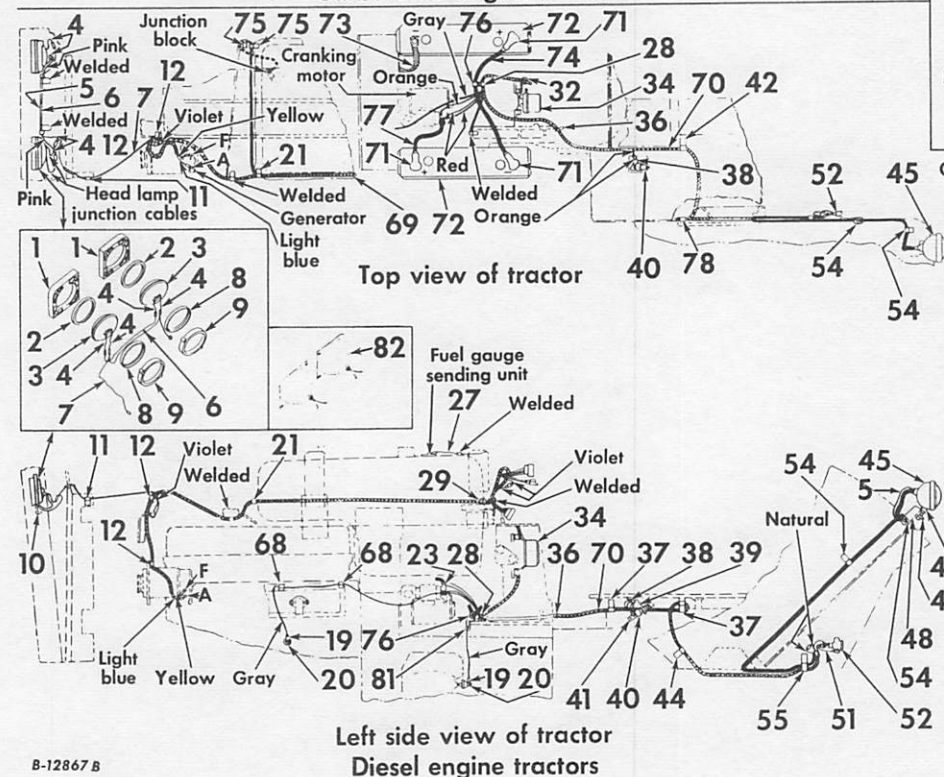 4
Pink
Welded
5
6
Welded
7
12
4 12
Pink
Head lamp
junction cables
11
Junction
block
75 75 73
Gray 76 72 71
Cranking
motor
Orange
74 28
32 34
70 42
Violet
Yellow
F
A
77
36
21
71
Red
71
38
52 45
Welded
Generator
Light
blue
69
72
Welded
Orange
40 78 54
54
Top view of tractor
1 1 2 3
4 4 8
2 9
3 4 4
7 8 9 6
82
Fuel gauge
sending unit
27 Welded
10 11 12
Violet
Welded
21
29
Violet
Welded
34
54 45
5
Natural
12
68 68 23 28 36 70 37 38 39
F
A
4
4
48
54
Light
blue
Yellow
Gray
19
20
76
81
Gray
19 20
41 40
37
44
55 51 52
Left side view of tractor
Diesel engine tractors
B-12867 B